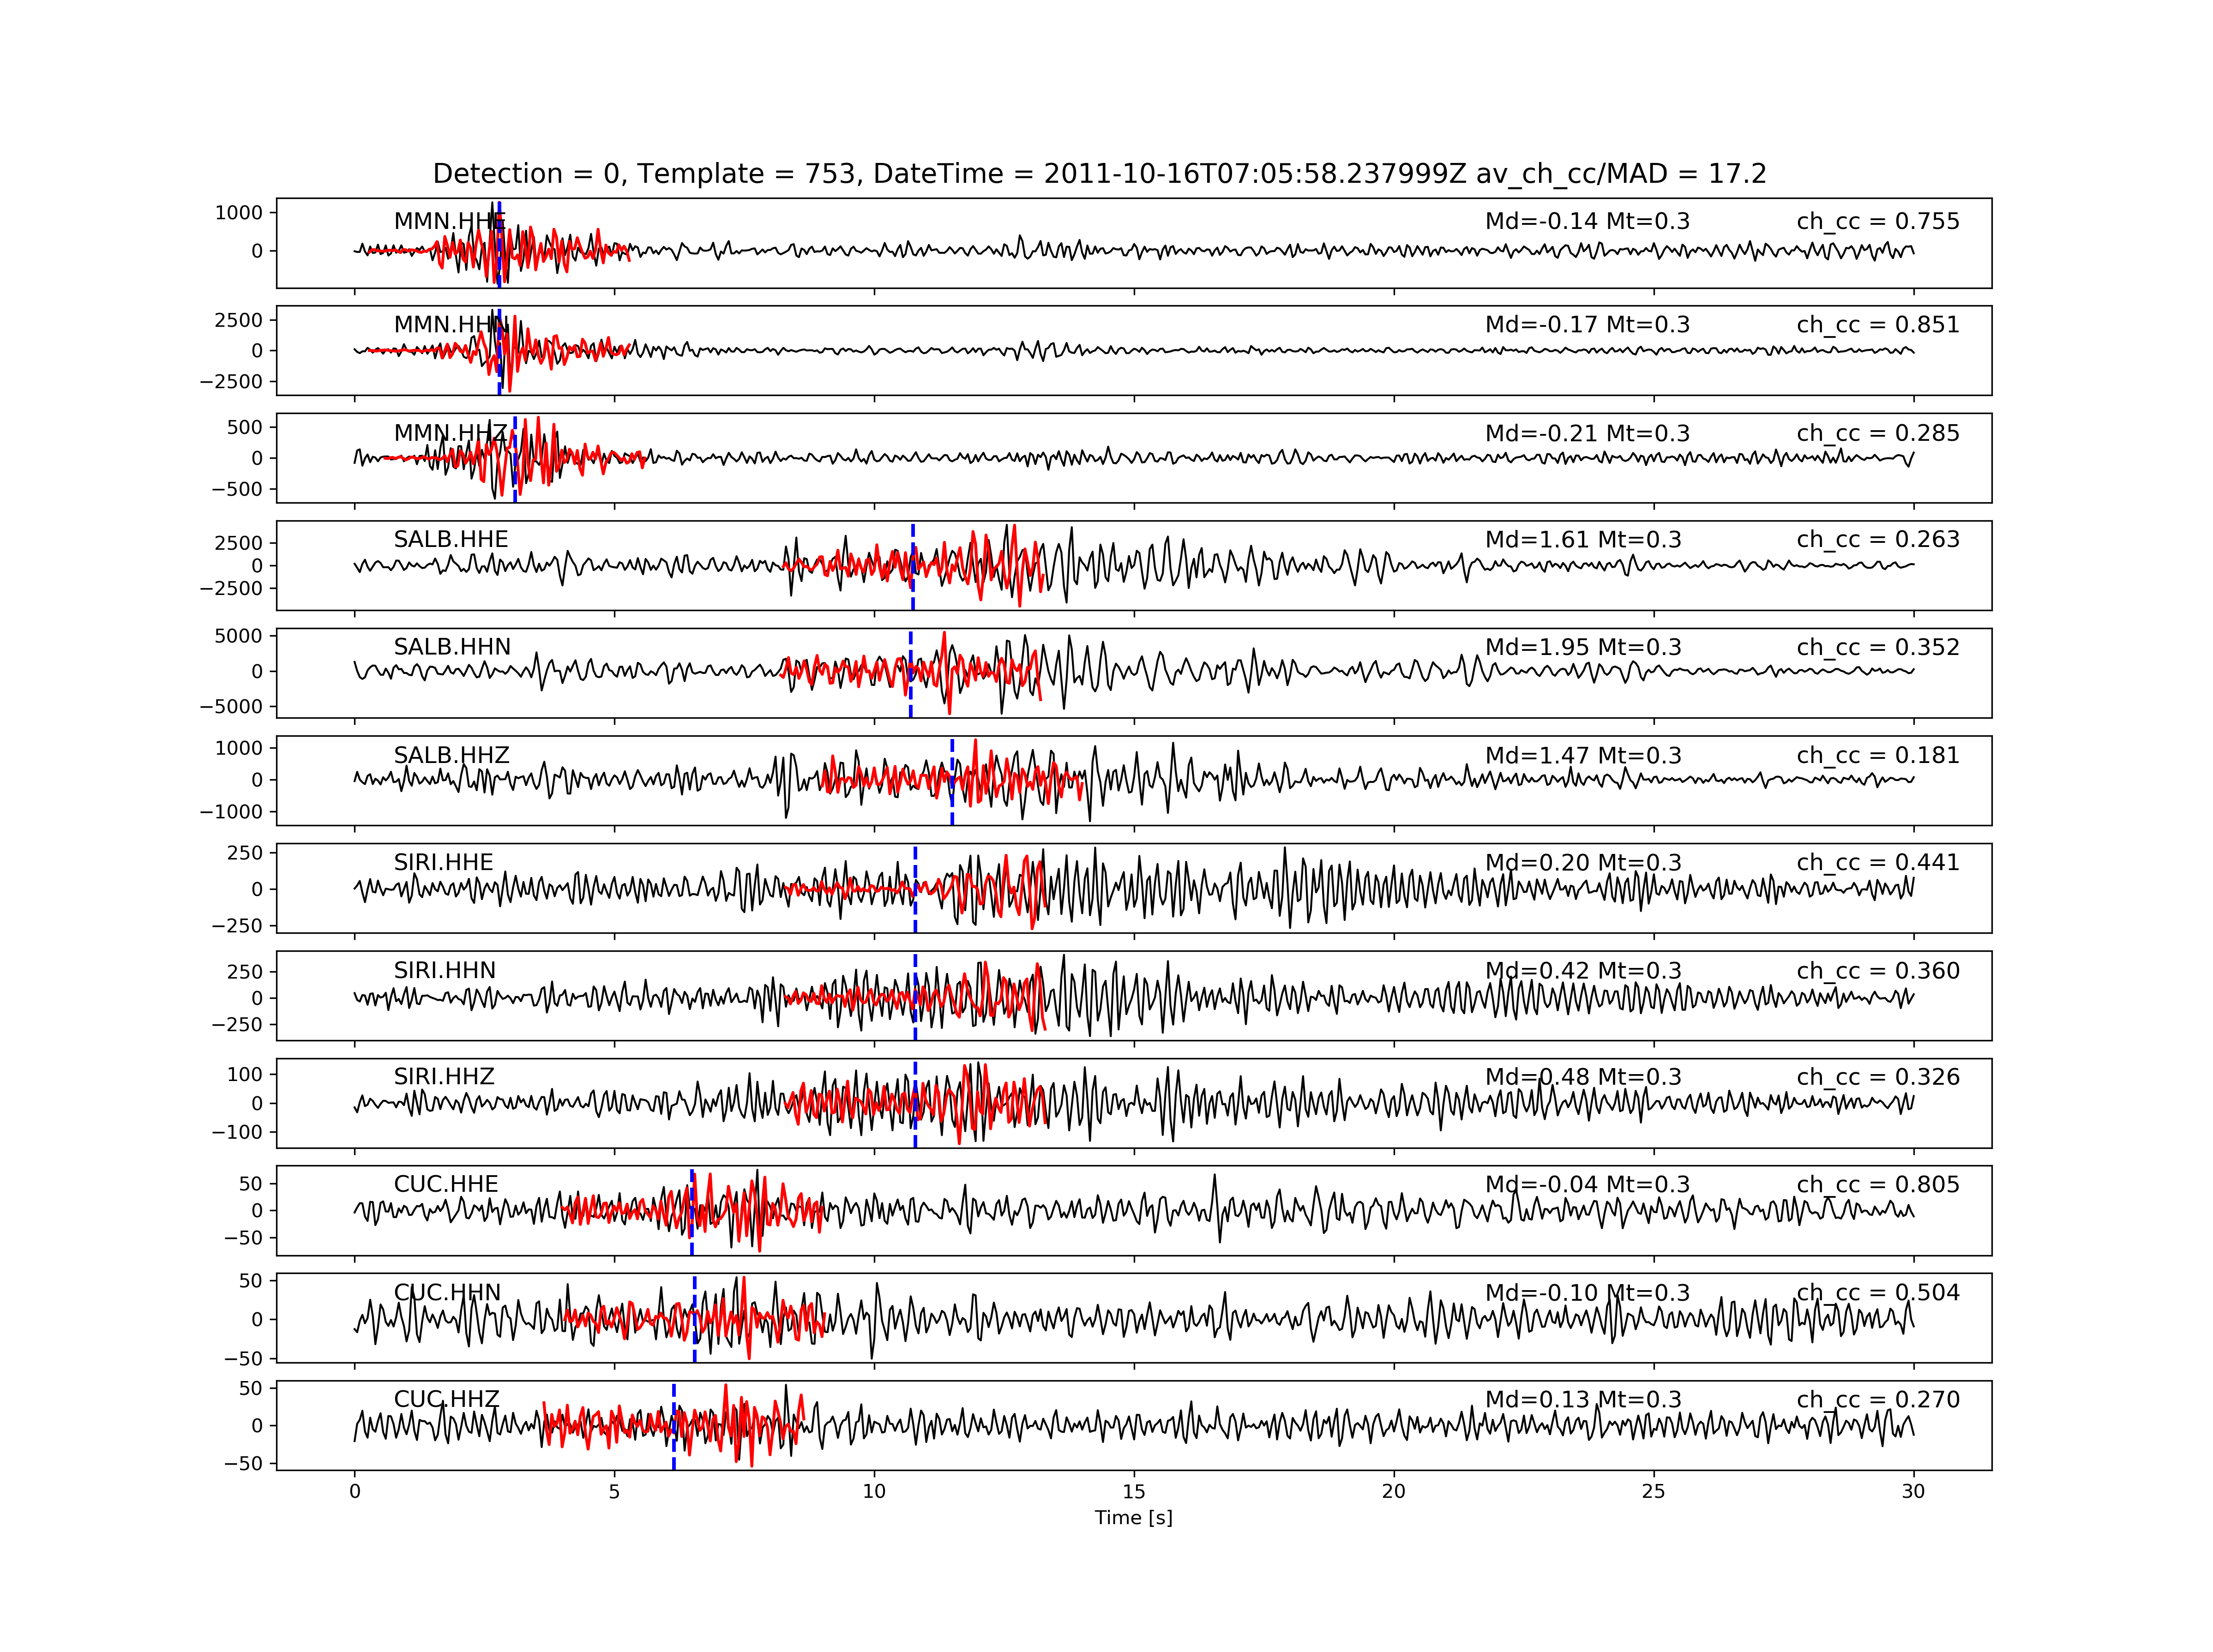 Detection = 0, Template = 753, DateTime = 2011-10-16T07:05:58.237999Z av_ch_cc/MAD = 17.2
1000
0
MMN.HHE Md=-0.14 Mt=0.3 ch_cc = 0.755
2500
0
−2500
MMN.HHN Md=-0.17 Mt=0.3 ch_cc = 0.851
500
0
−500
MMN.HHZ Md=-0.21 Mt=0.3 ch_cc = 0.285
2500
0
−2500
SALB.HHE Md=1.61 Mt=0.3 ch_cc = 0.263
5000
0
−5000
SALB.HHN Md=1.95 Mt=0.3 ch_cc = 0.352
1000
0
−1000
SALB.HHZ Md=1.47 Mt=0.3 ch_cc = 0.181
250
0
−250
SIRI.HHE Md=0.20 Mt=0.3 ch_cc = 0.441
250
0
−250
SIRI.HHN Md=0.42 Mt=0.3 ch_cc = 0.360
100
0
−100
SIRI.HHZ Md=0.48 Mt=0.3 ch_cc = 0.326
50
0
−50
CUC.HHE Md=-0.04 Mt=0.3 ch_cc = 0.805
50
0
−50
CUC.HHN Md=-0.10 Mt=0.3 ch_cc = 0.504
50
0
−50
CUC.HHZ Md=0.13 Mt=0.3 ch_cc = 0.270
0 5 10 15 20 25 30
Time [s]